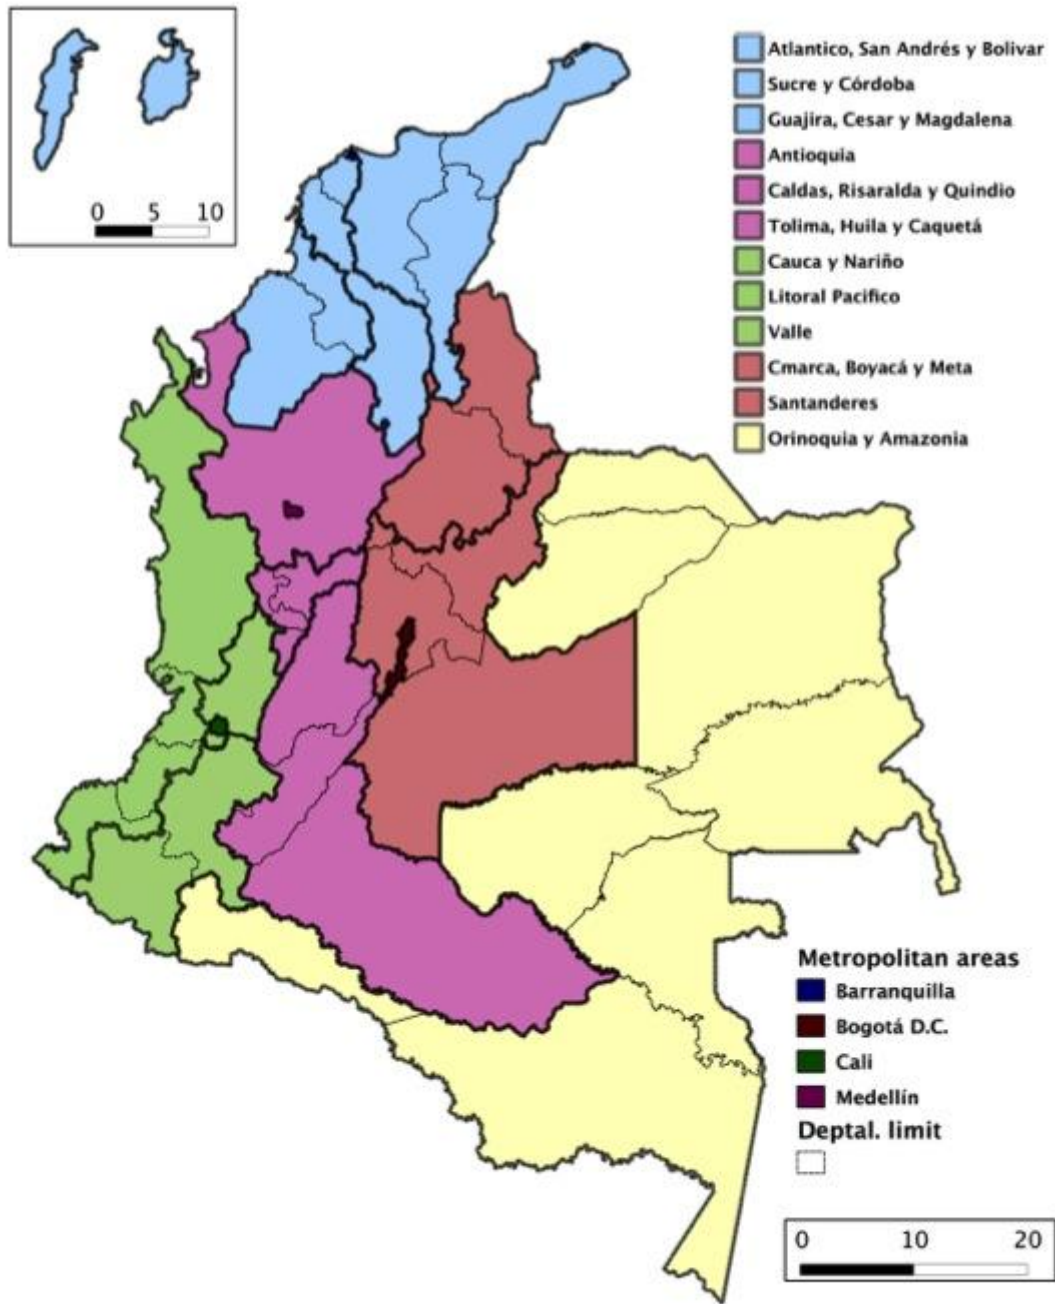 0 5 10
Atlantico, San Andrés y Bolivar
Sucre y Córdoba
Guajira, Cesar y Magdalena
Antioquia
Caldas, Risaralda y Quindio
Tolima, Huila y Caquetá
Cauca y Nariño
Litoral Pacifico
Valle
Cmarca, Boyacá y Meta
Santanderes
Orinoquia y Amazonia
Metropolitan areas
Barranquilla
Bogotá D.C.
Cali
Medellín
Deptal. limit
0 10 20